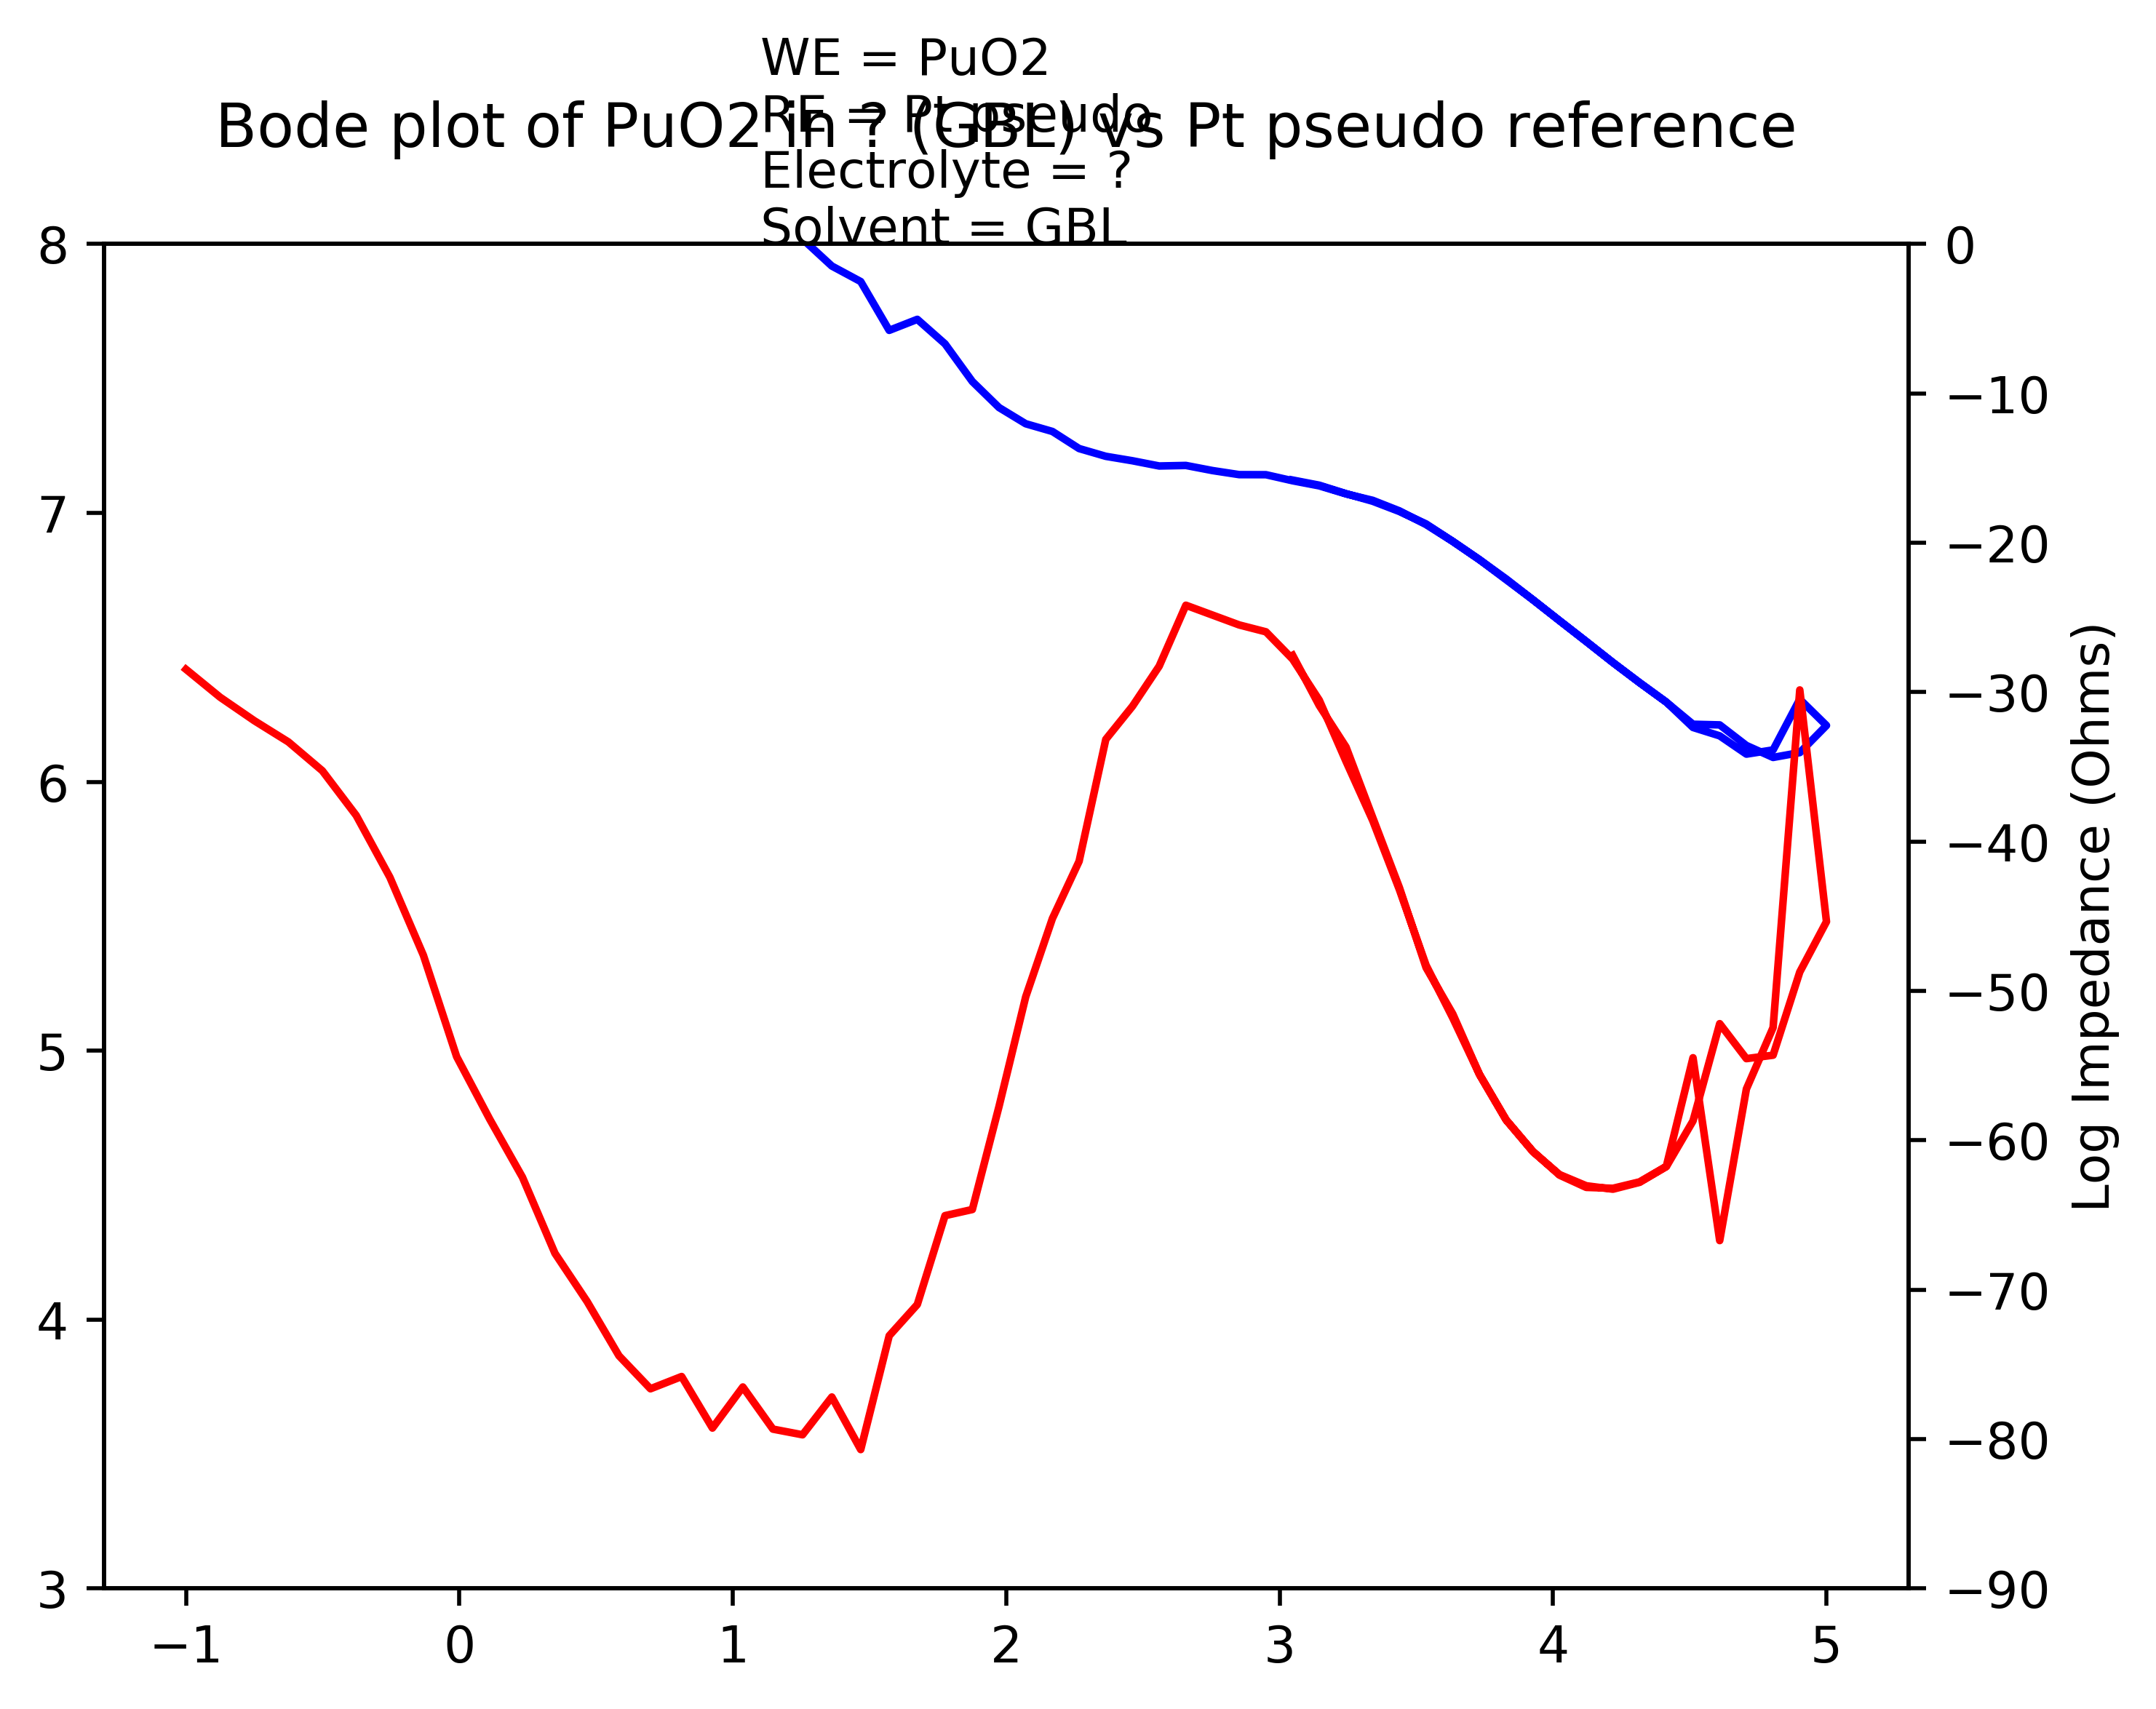 WE = PuO2
Bode plot of PuO2 in ? (GBL) vs Pt pseudo reference
RE = Pt pseudo
Electrolyte = ?
Solvent = GBL
8
7
6
5
4
3
0
−10
−20
−30
−40
−50
−60
−70
−80
−90
Log Impedance (Ohms)
−1 0 1 2 3 4 5